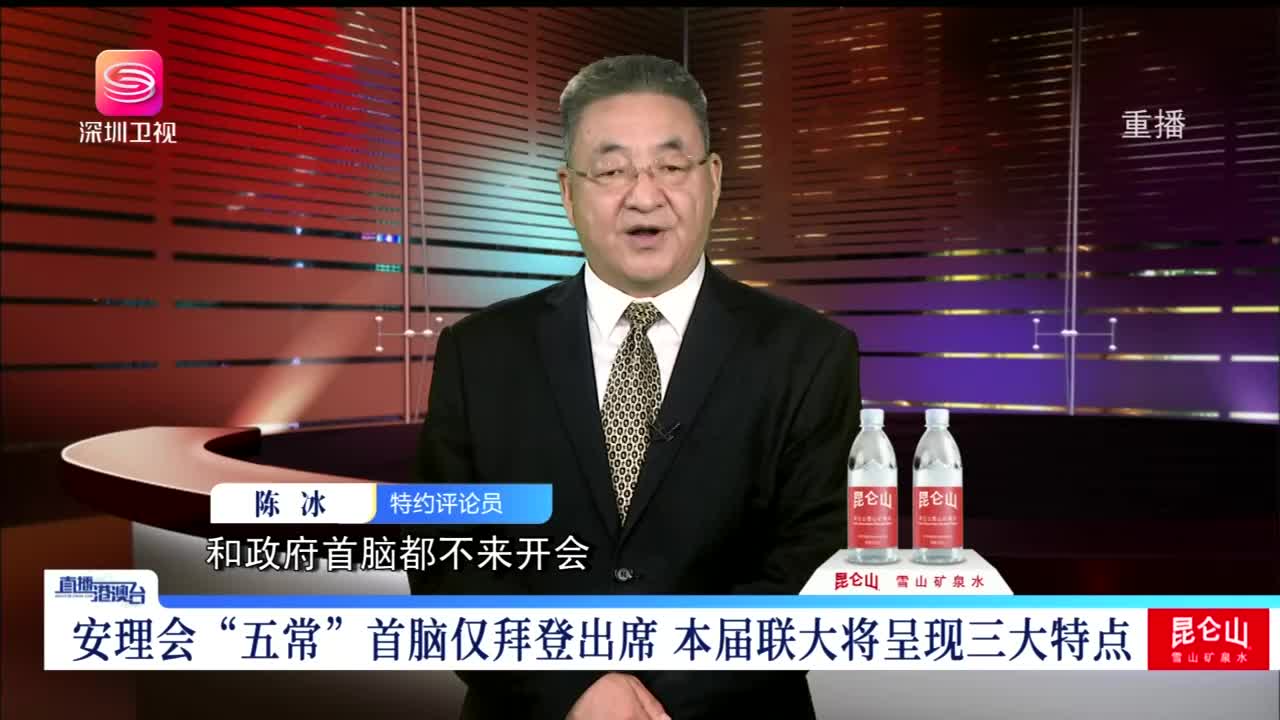 深圳卫视
重播
陈冰
特约评论员
和政府首脑都不来开会
昆仑山
昆仑山
昆仑山 雪山矿泉水
直播港澳台
安理会“五常”首脑仅拜登出席 本届联大将呈现三大特点
昆仑山
雪山矿泉水